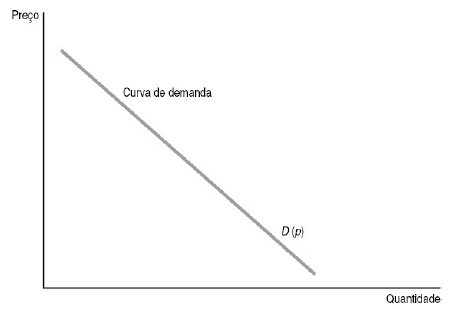 Preço
Curva de demanda
D (p)
Quantidade